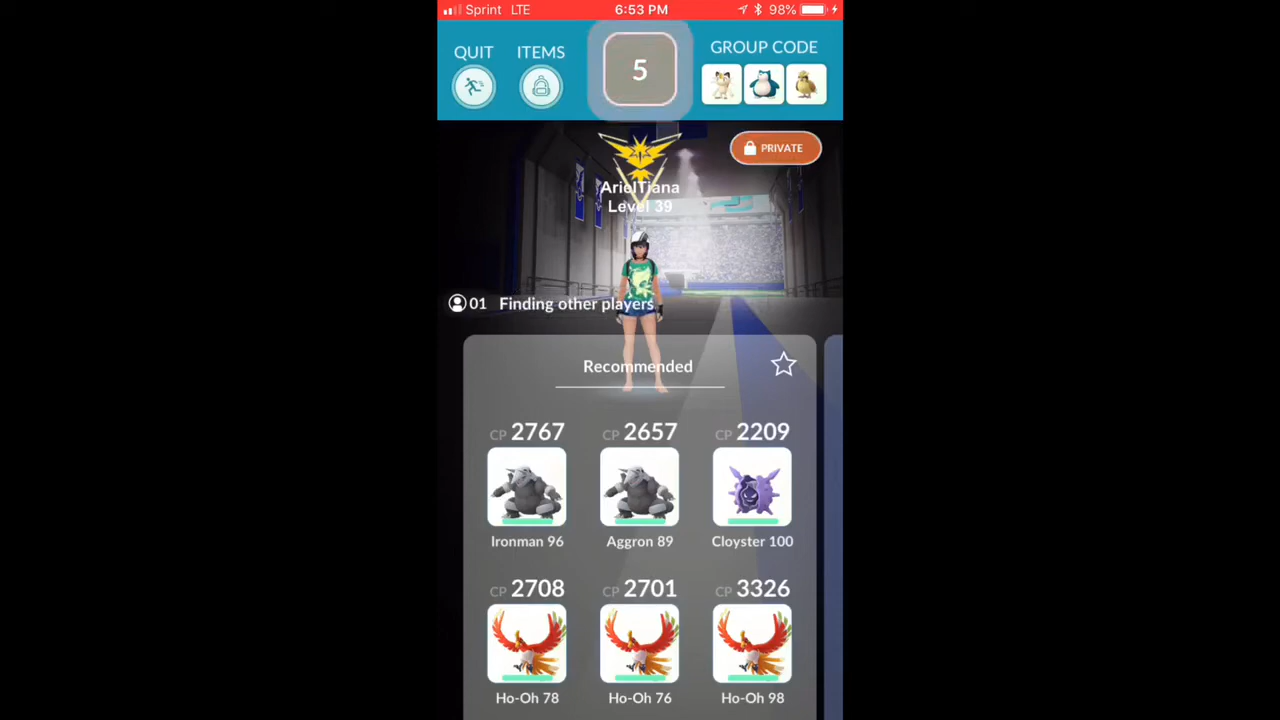 Sprint LTE 6:53 PM 98%
QUIT ITEMS 5 GROUP CODE
PRIVATE
ArielTiana
Level 39
01 Finding other players
Recommended
CP 2767 CP 2657 CP 2209
Ironman 96 Aggron 89 Cloyster 100
CP 2708 CP 2701 CP 3326
Ho-Oh 78 Ho-Oh 76 Ho-Oh 98